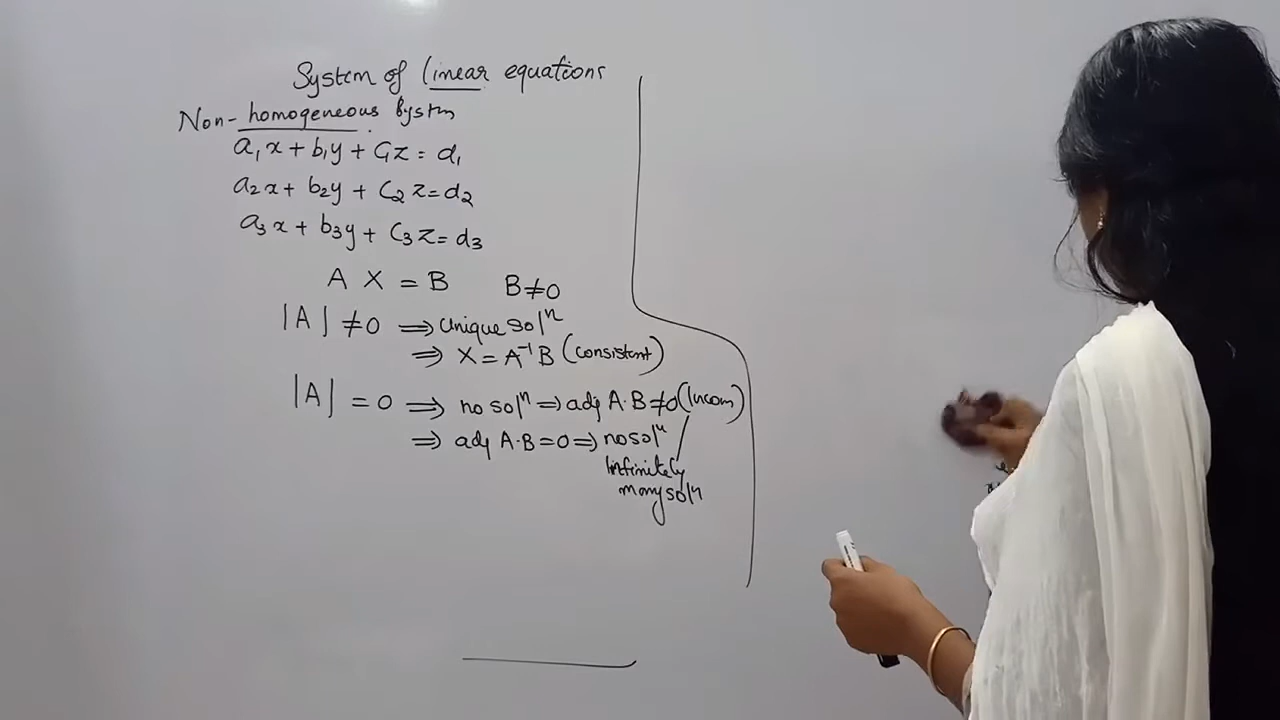 System of linear equations
Non-homogeneous System
a₁x + b₁y + c₁z = d₁
a₂x + b₂y + c₂z = d₂
a₃x + b₃y + c₃z = d₃
A X = B B ≠ 0
|A| ≠ 0 ⟹ unique solⁿ
⟹ X = A⁻¹B (consistent)
|A| = 0 ⟹ no solⁿ ⟹ adj A·B ≠ 0 (Incon)
⟹ adj A·B = 0 ⟹ no solⁿ /
infinitely
many solⁿ